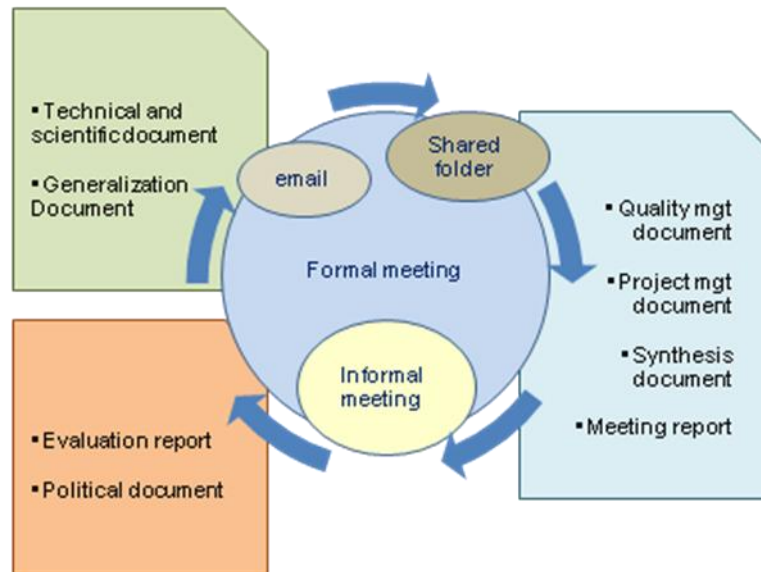 ▪ Technical and
scientific document
▪ Generalization
Document
email
Shared
folder
Formal meeting
Informal
meeting
▪ Quality mgt
document
▪ Project mgt
document
▪ Synthesis
document
▪ Meeting report
▪ Evaluation report
▪ Political document